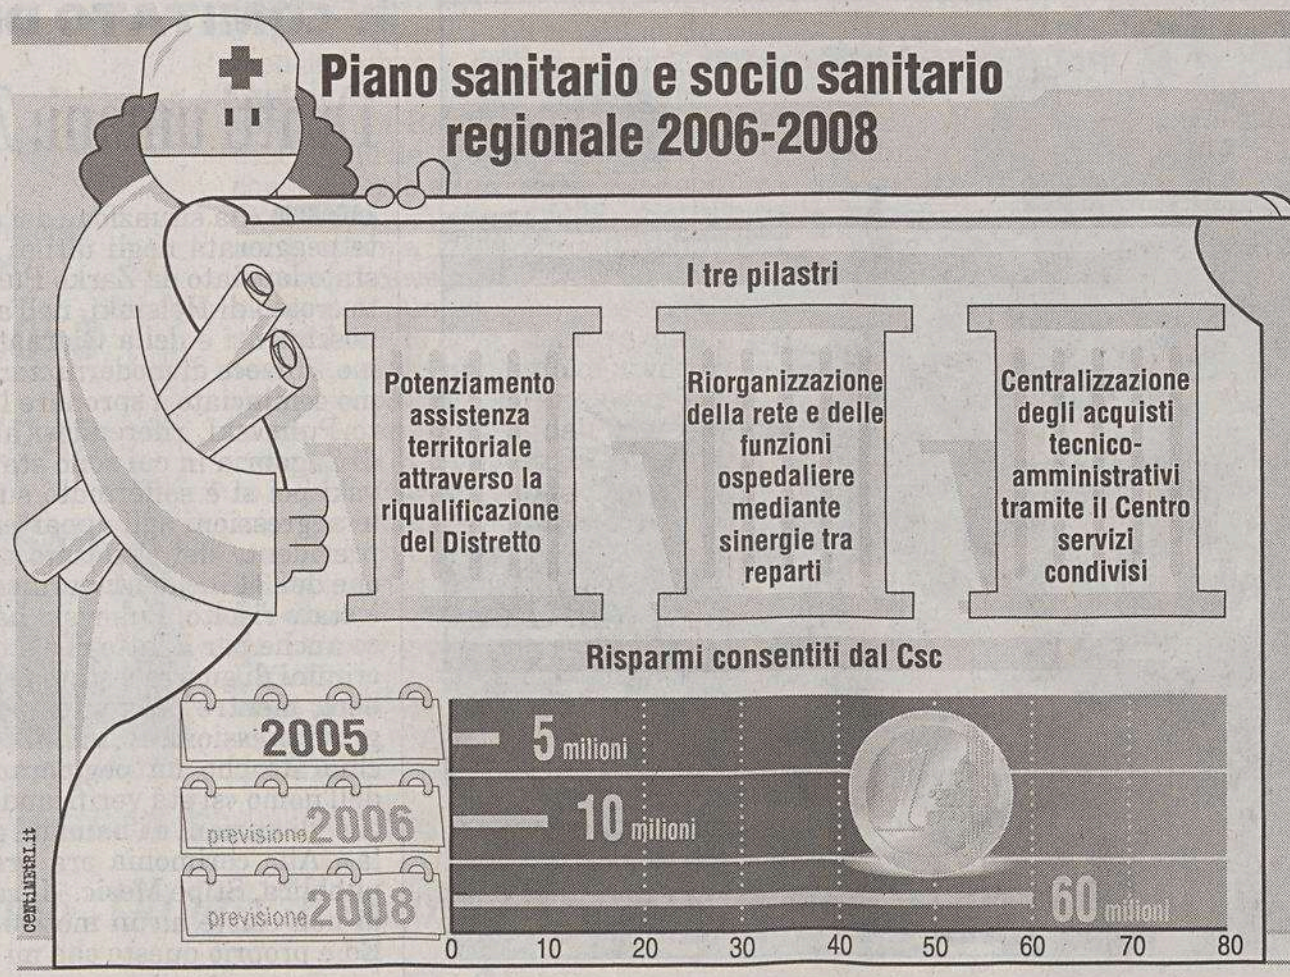 Piano sanitario e socio sanitario
regionale 2006-2008
I tre pilastri
Potenziamento
assistenza
territoriale
attraverso la
riqualificazione
del Distretto
Riorganizzazione
della rete e delle
funzioni
ospedaliere
mediante
sinergie tra
reparti
Centralizzazione
degli acquisti
tecnico-
amministrativi
tramite il Centro
servizi
condivisi
Risparmi consentiti dal Csc
2005
5 milioni
previsione 2006
10 milioni
previsione 2008
60 milioni
0 10 20 30 40 50 60 70 80
1
centiMEtRI.it